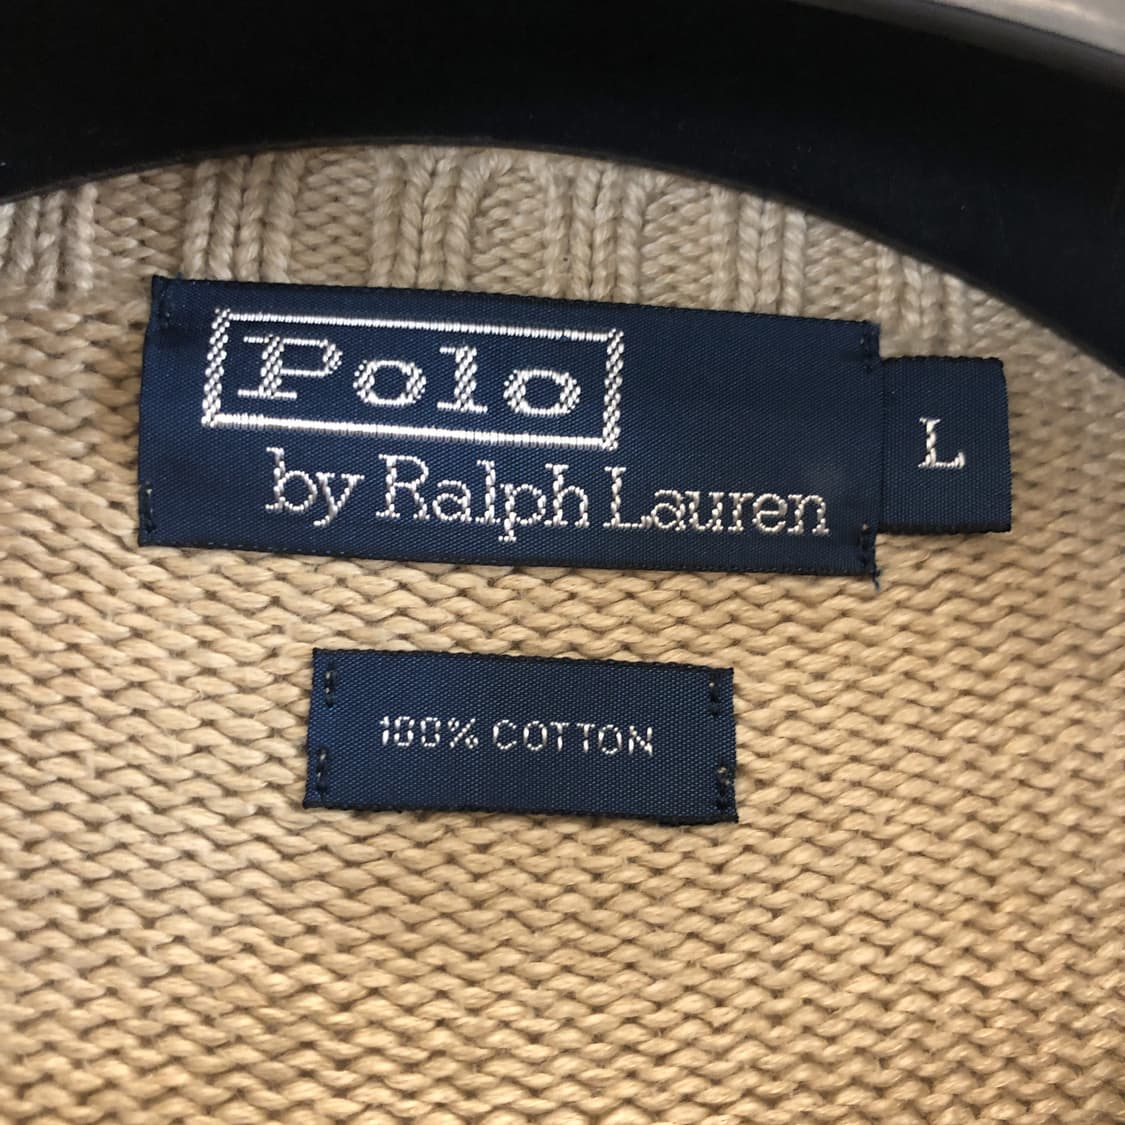 Polo
by Ralph Lauren
L
100% COTTON